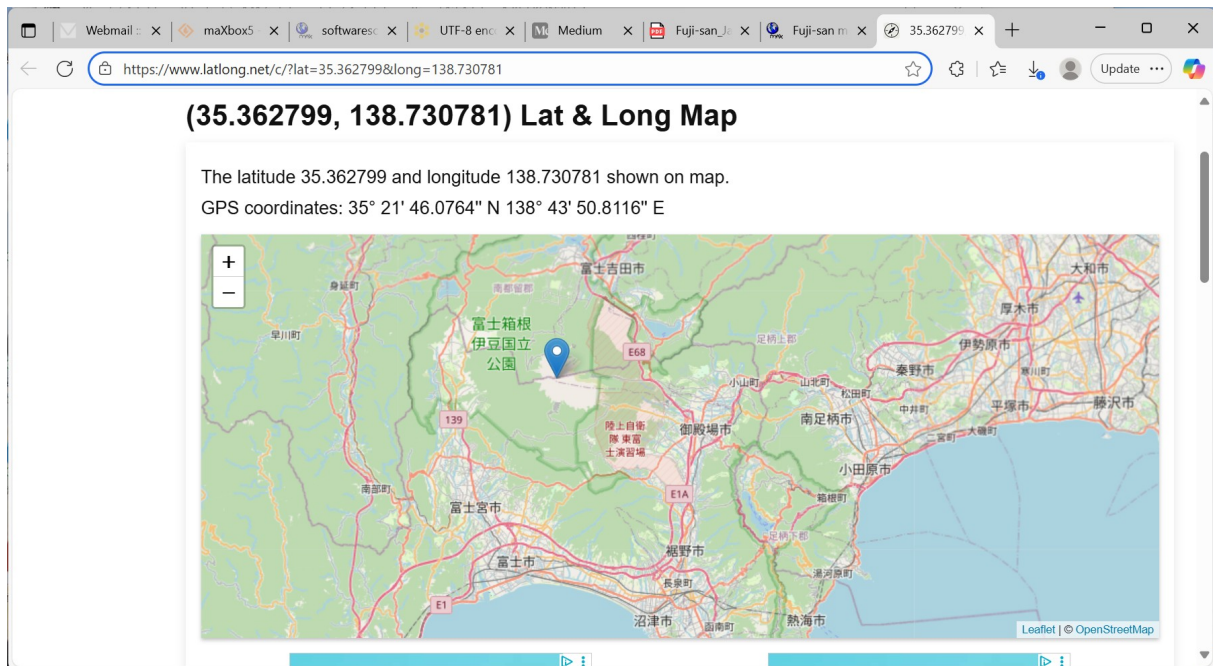 Webmail ::
maXbox5 -
softwaresc
UTF-8 enc
Medium
Fuji-san_Ja
Fuji-san m
35.362799
https://www.latlong.net/c/?lat=35.362799&long=138.730781
Update
(35.362799, 138.730781) Lat & Long Map
The latitude 35.362799 and longitude 138.730781 shown on map.
GPS coordinates: 35° 21' 46.0764" N 138° 43' 50.8116" E
+
−
富士吉田市
大和市
身延町
南都留郡
厚木市
早川町
富士箱根
伊豆国立
公園
足柄上郡
伊勢原市
E68
秦野市
寒川町
小山町
山北町
松田町
中井町
平塚市
藤沢市
139
南足柄市
陸上自衛
隊 東富
士演習場
御殿場市
二宮町
大磯町
小田原市
南部町
E1A
箱根町
富士宮市
足柄下郡
裾野市
富士市
湯河原町
長泉町
E1
沼津市
函南町
熱海市
Leaflet | © OpenStreetMap